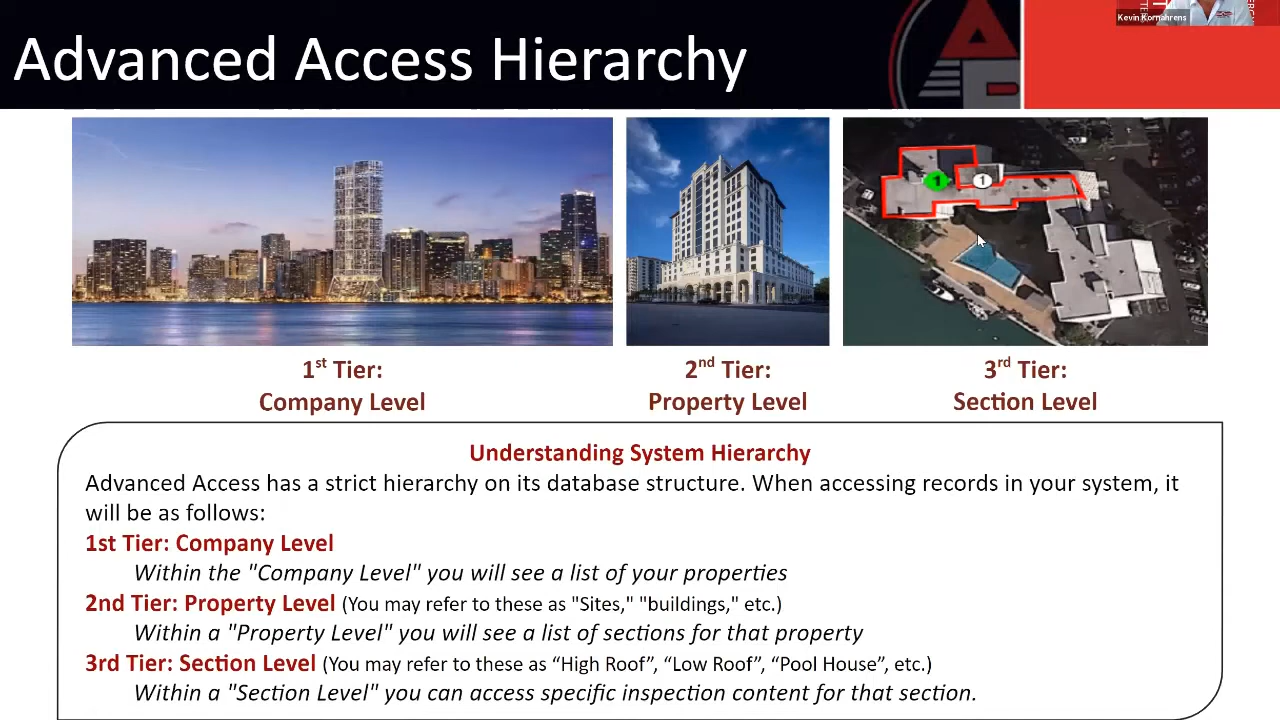 Kevin Kornahrens
Advanced Access Hierarchy
1
1
1st Tier:
Company Level
2nd Tier:
Property Level
3rd Tier:
Section Level
Understanding System Hierarchy
Advanced Access has a strict hierarchy on its database structure. When accessing records in your system, it
will be as follows:
1st Tier: Company Level
Within the "Company Level" you will see a list of your properties
2nd Tier: Property Level (You may refer to these as "Sites," "buildings," etc.)
Within a "Property Level" you will see a list of sections for that property
3rd Tier: Section Level (You may refer to these as “High Roof”, “Low Roof”, “Pool House”, etc.)
Within a "Section Level" you can access specific inspection content for that section.